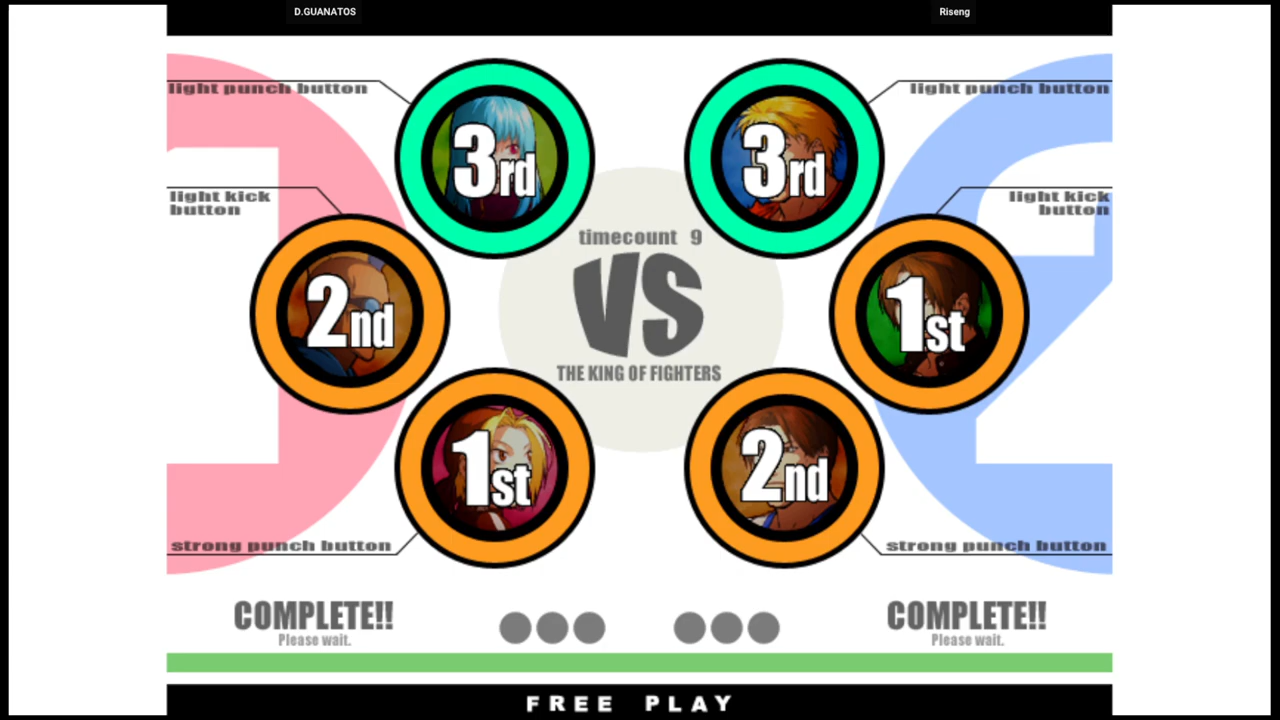 D.GUANATOS
Riseng
light punch button
light punch button
3rd
3rd
light kick
button
light kick
button
timecount 9
VS
THE KING OF FIGHTERS
2nd
1st
1st
2nd
strong punch button
strong punch button
COMPLETE!!
Please wait.
COMPLETE!!
Please wait.
FREE PLAY